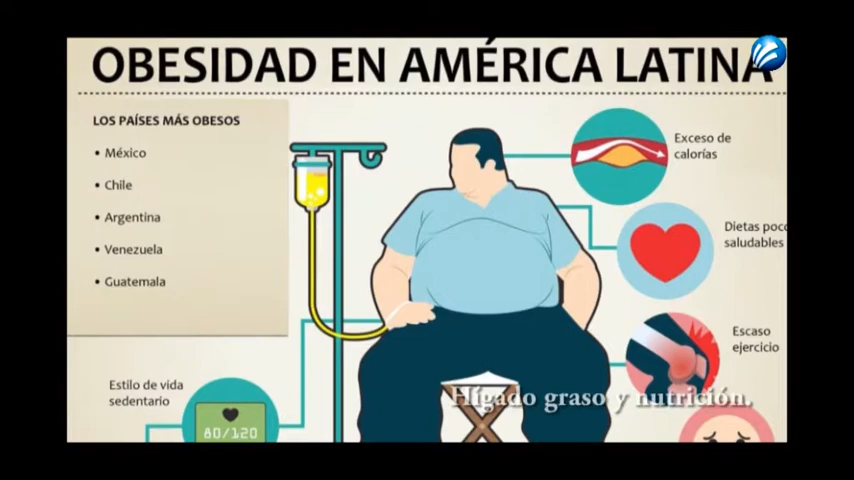 OBESIDAD EN AMÉRICA LATINA
LOS PAÍSES MÁS OBESOS
• México
• Chile
• Argentina
• Venezuela
• Guatemala
Exceso de
calorías
Dietas poco
saludables
Escaso
ejercicio
Estilo de vida
sedentario
80/120
Hígado graso y nutrición.